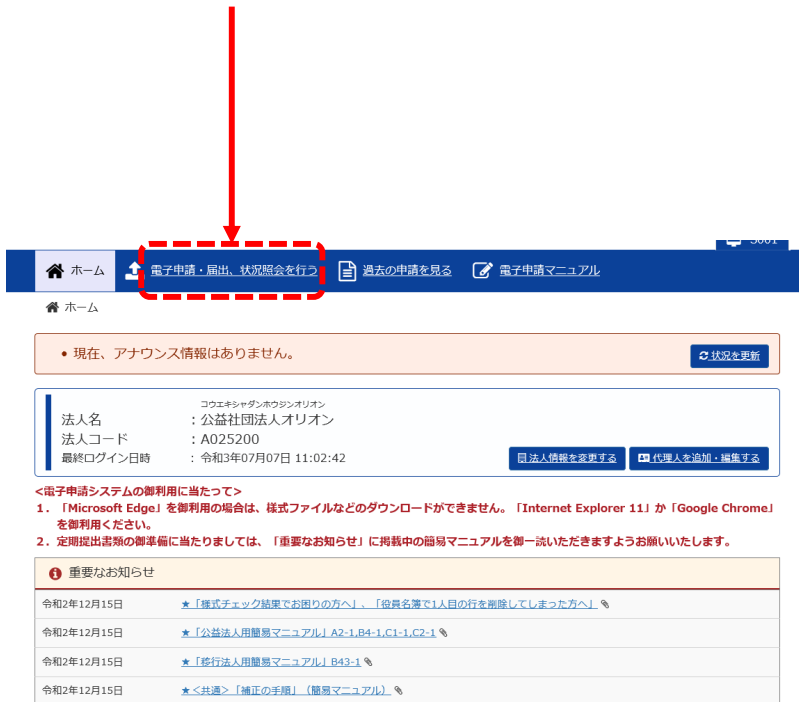 ホーム 電子申請・届出、状況照会を行う 過去の申請を見る 電子申請マニュアル
ホーム
• 現在、アナウンス情報はありません。 状況を更新
コウエキシャダンホウジンオリオン
法人名 : 公益社団法人オリオン
法人コード : A025200
最終ログイン日時 : 令和3年07月07日 11:02:42 法人情報を変更する 代理人を追加・編集する
<電子申請システムの御利用に当たって>
1. 「Microsoft Edge」を御利用の場合は、様式ファイルなどのダウンロードができません。「Internet Explorer 11」か「Google Chrome」
を御利用ください。
2. 定期提出書類の御準備に当たりましては、「重要なお知らせ」に掲載中の簡易マニュアルを御一読いただきますようお願いいたします。
重要なお知らせ
令和2年12月15日 ★「様式チェック結果でお困りの方へ」、「役員名簿で1人目の行を削除してしまった方へ」
令和2年12月15日 ★「公益法人用簡易マニュアル」A2-1,B4-1,C1-1,C2-1
令和2年12月15日 ★「移行法人用簡易マニュアル」B43-1
令和2年12月15日 ★<共通>「補正の手順」（簡易マニュアル）